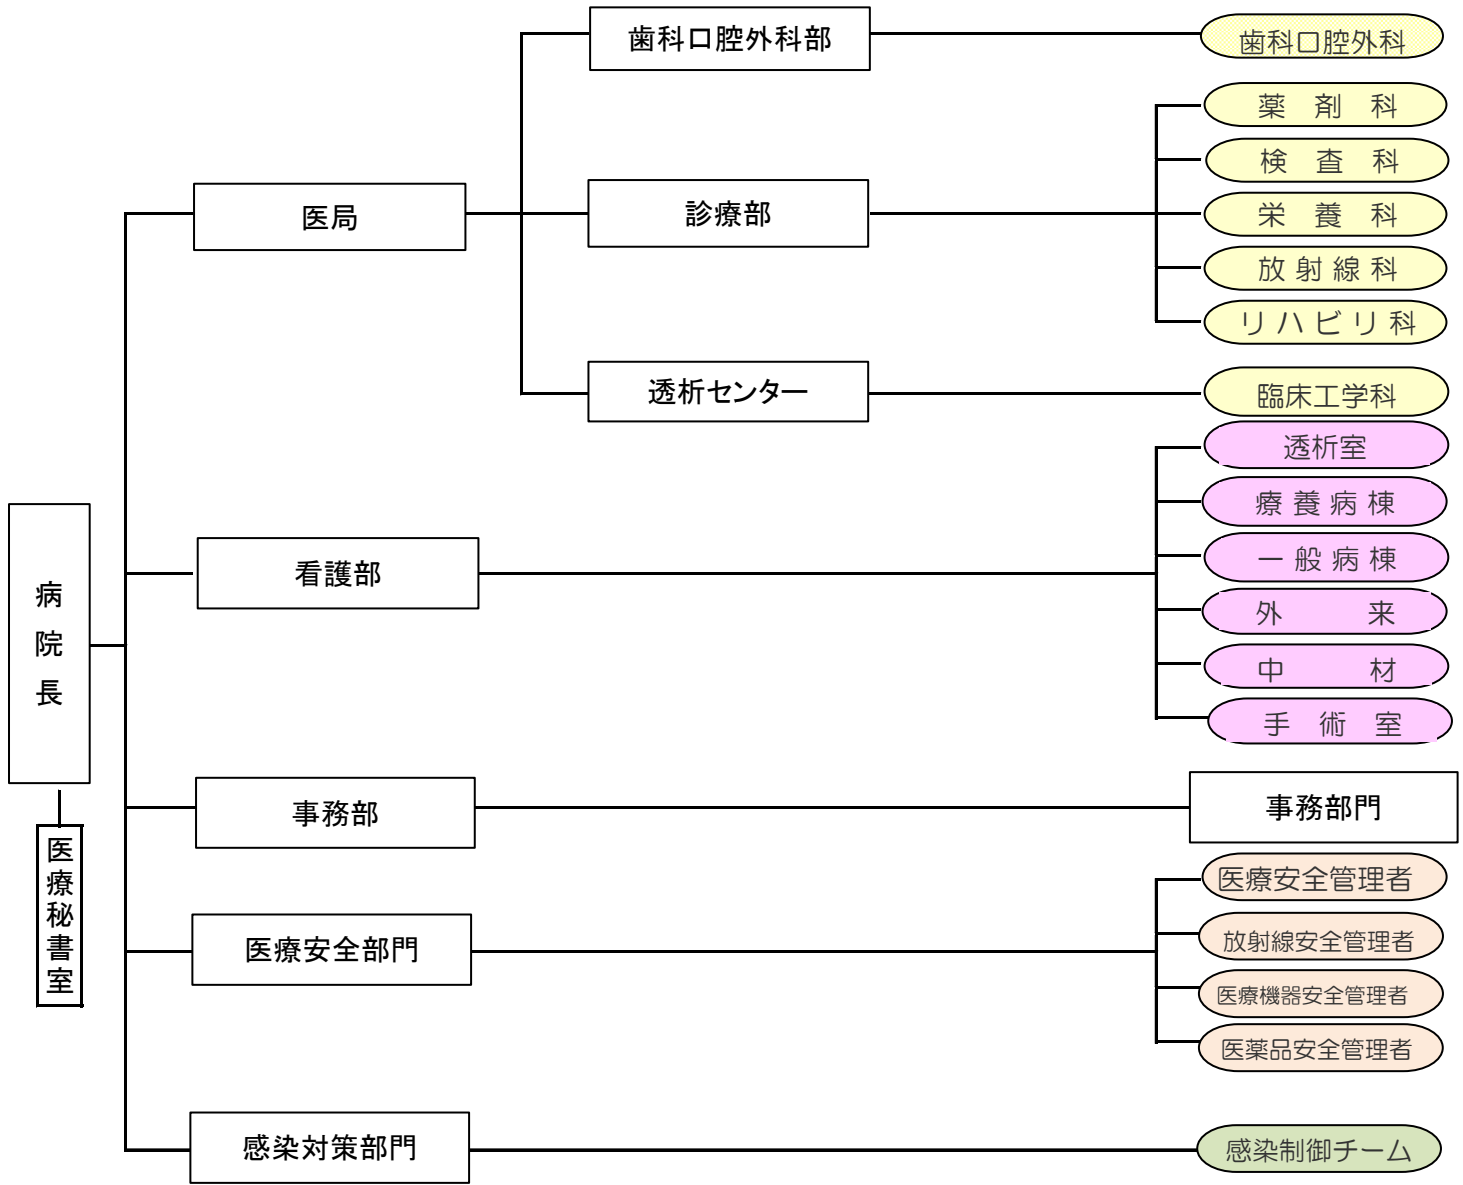 歯科口腔外科部
歯科口腔外科
薬　剤　科
検　査　科
医局
診療部
栄　養　科
放 射 線 科
リ ハ ビ リ 科
透析センター
臨床工学科
透析室
療 養 病 棟
一 般 病 棟
看護部
外　　　来
中　　　材
手　術　室
病院長
事務部
事務部門
医療秘書室
医療安全管理者
放射線安全管理者
医療安全部門
医療機器安全管理者
医薬品安全管理者
感染対策部門
感染制御チーム